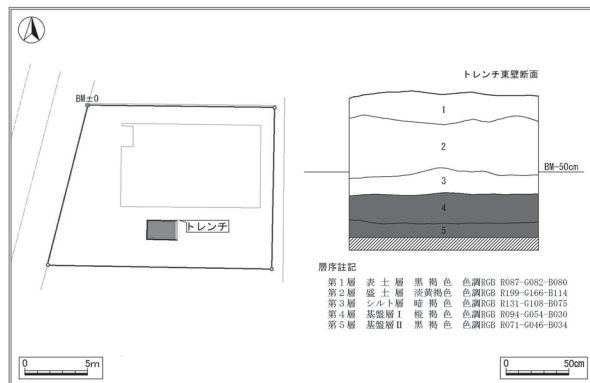 トレンチ東壁断面
BM±0
1
2
BM-50cm
3
4
5
トレンチ
層序註記
第1層 表土層 黒褐色 色調RGB R087-G082-B080
第2層 盛土層 淡黄褐色 色調RGB R199-G166-B114
第3層 シルト層 暗褐色 色調RGB R131-G108-B075
第4層 基盤層Ⅰ 褐色 色調RGB R094-G054-B030
第5層 基盤層Ⅱ 黒褐色 色調RGB R071-G046-B034
0 5m
0 50cm